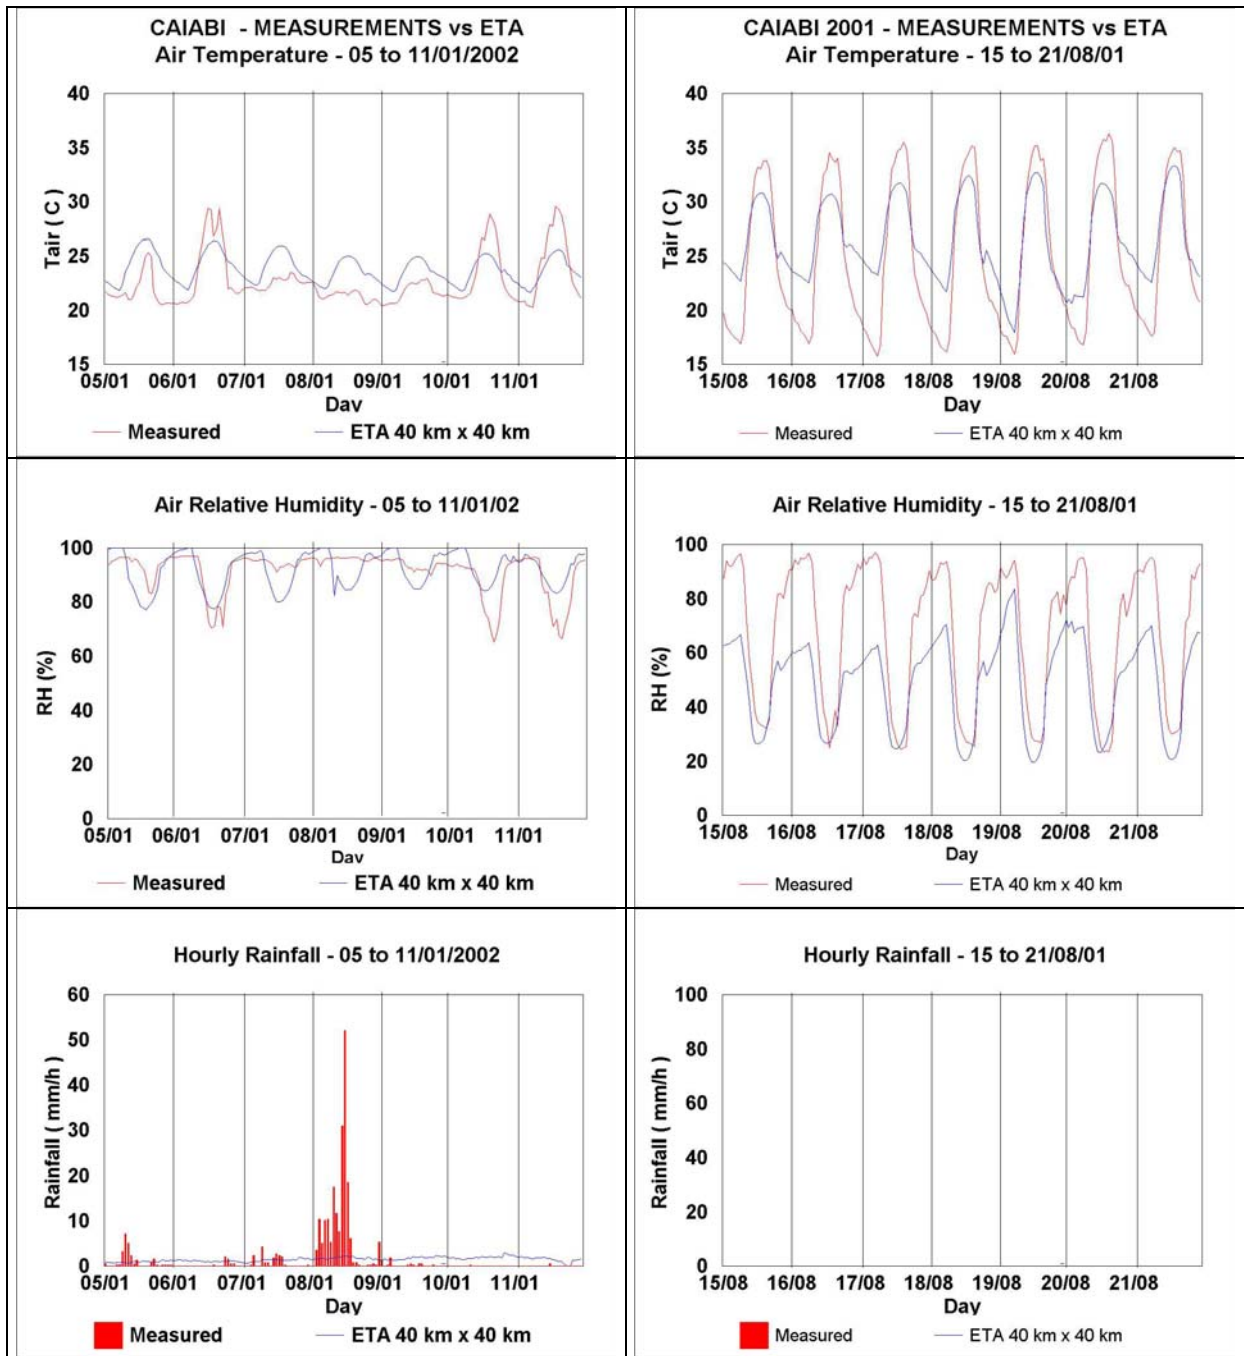 CAIABI - MEASUREMENTS vs ETA
Air Temperature - 05 to 11/01/2002
40
35
30
25
20
15
Tair ( C )
05/01 06/01 07/01 08/01 09/01 10/01 11/01
Day
Measured ETA 40 km x 40 km
CAIABI 2001 - MEASUREMENTS vs ETA
Air Temperature - 15 to 21/08/01
40
35
30
25
20
15
Tair ( C )
15/08 16/08 17/08 18/08 19/08 20/08 21/08
Day
Measured ETA 40 km x 40 km
Air Relative Humidity - 05 to 11/01/02
100
80
60
40
20
0
RH (%)
05/01 06/01 07/01 08/01 09/01 10/01 11/01
Day
Measured ETA 40 km x 40 km
Air Relative Humidity - 15 to 21/08/01
100
80
60
40
20
0
RH (%)
15/08 16/08 17/08 18/08 19/08 20/08 21/08
Day
Measured ETA 40 km x 40 km
Hourly Rainfall - 05 to 11/01/2002
60
50
40
30
20
10
0
Rainfall ( mm/h )
05/01 06/01 07/01 08/01 09/01 10/01 11/01
Day
Measured ETA 40 km x 40 km
Hourly Rainfall - 15 to 21/08/01
100
80
60
40
20
0
Rainfall ( mm/h )
15/08 16/08 17/08 18/08 19/08 20/08 21/08
Day
Measured ETA 40 km x 40 km